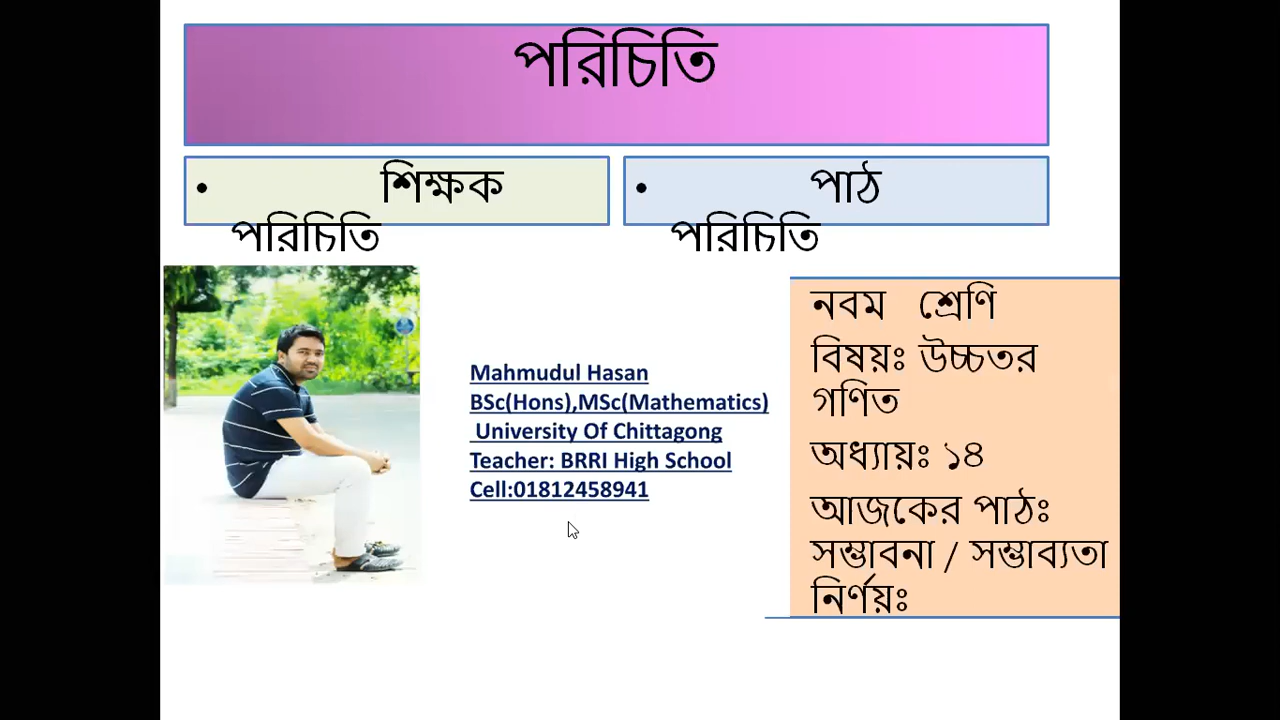 পরিচিতি
• শিক্ষক
পরিচিতি
• পাঠ
পরিচিতি
Mahmudul Hasan
BSc(Hons),MSc(Mathematics)
University Of Chittagong
Teacher: BRRI High School
Cell:01812458941
নবম শ্রেণি
বিষয়ঃ উচ্চতর
গণিত
অধ্যায়ঃ ১৪
আজকের পাঠঃ
সম্ভাবনা / সম্ভাব্যতা
নির্ণয়ঃ